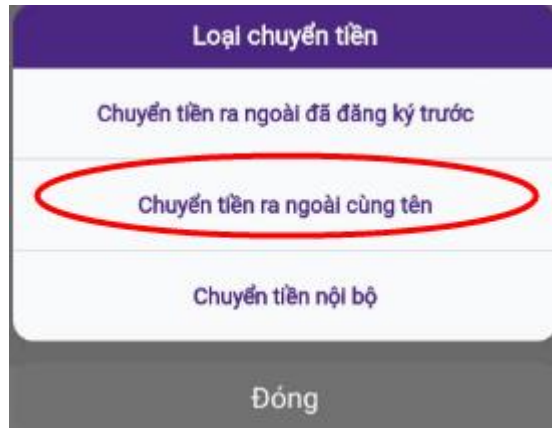 Loại chuyển tiền
Chuyển tiền ra ngoài đã đăng ký trước
Chuyển tiền ra ngoài cùng tên
Chuyển tiền nội bộ
Đóng